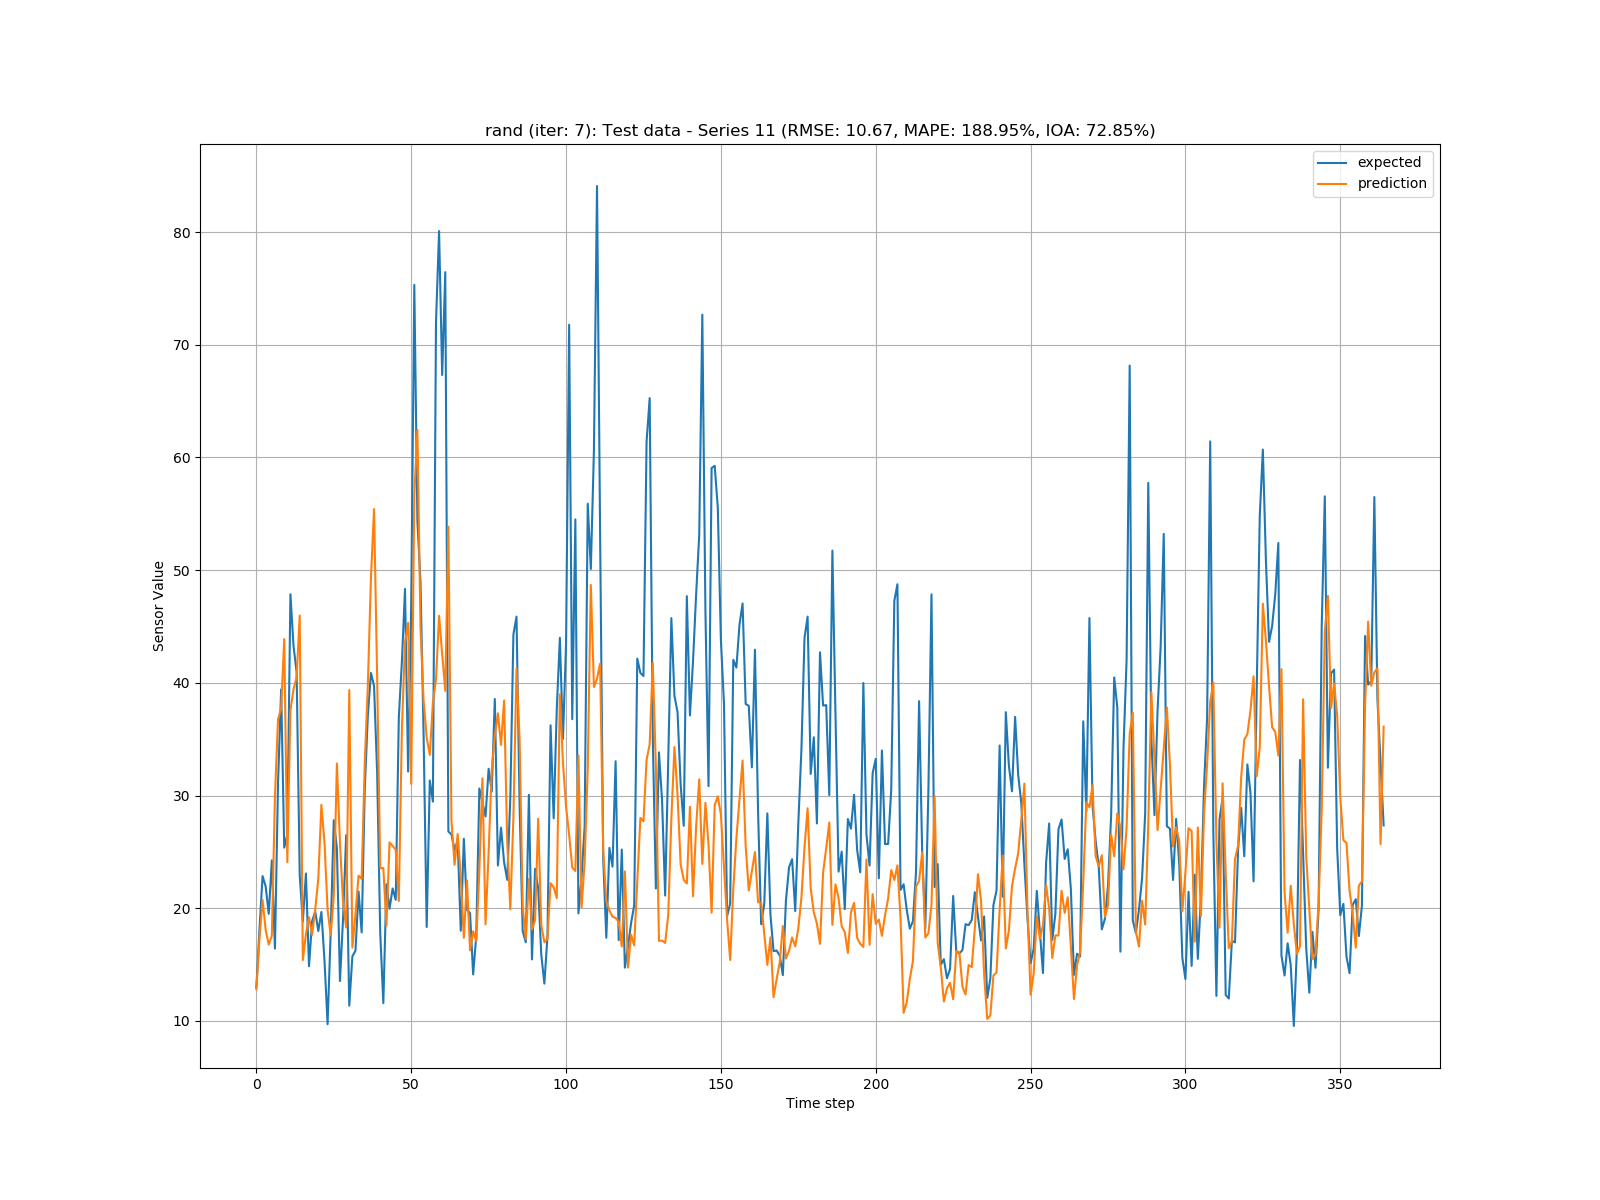 rand (iter: 7): Test data - Series 11 (RMSE: 10.67, MAPE: 188.95%, IOA: 72.85%)
expected
prediction
80
70
60
50
40
30
20
10
Sensor Value
0 50 100 150 200 250 300 350
Time step